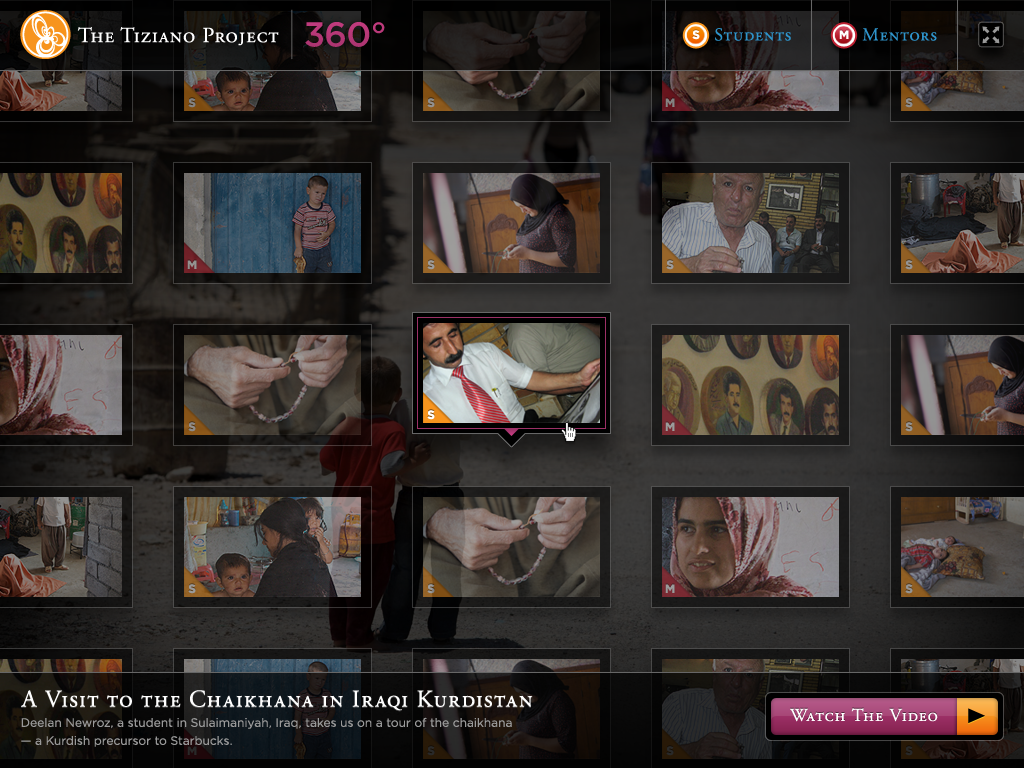 The Tiziano Project
360°
S Students
M Mentors
S
S
M
S
M
S
S
S
S
S
M
S
S
S
M
S
A Visit to the Chaikhana in Iraqi Kurdistan
Deelan Newroz, a student in Sulaimaniyah, Iraq, takes us on a tour of the chaikhana
— a Kurdish precursor to Starbucks.
Watch The Video
M
S
S
S